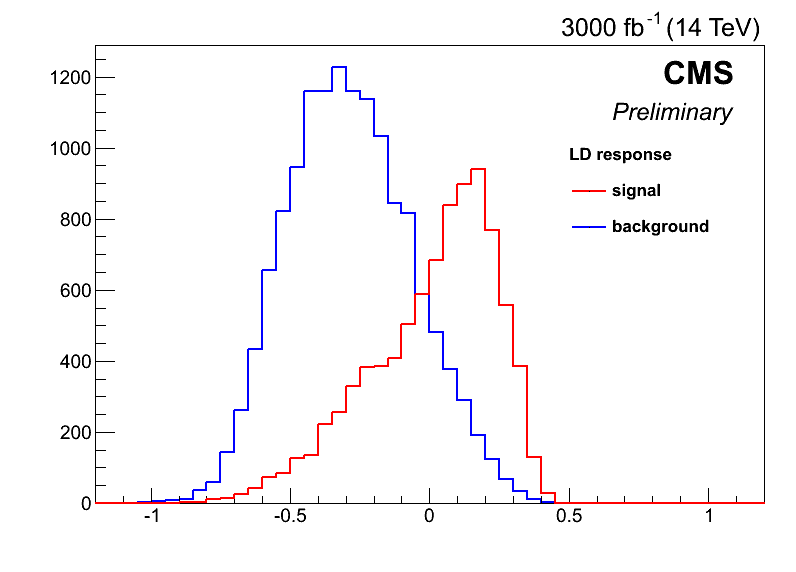 3000 fb⁻¹ (14 TeV)
CMS
Preliminary
LD response
signal
background
1200
1000
800
600
400
200
0
-1 -0.5 0 0.5 1